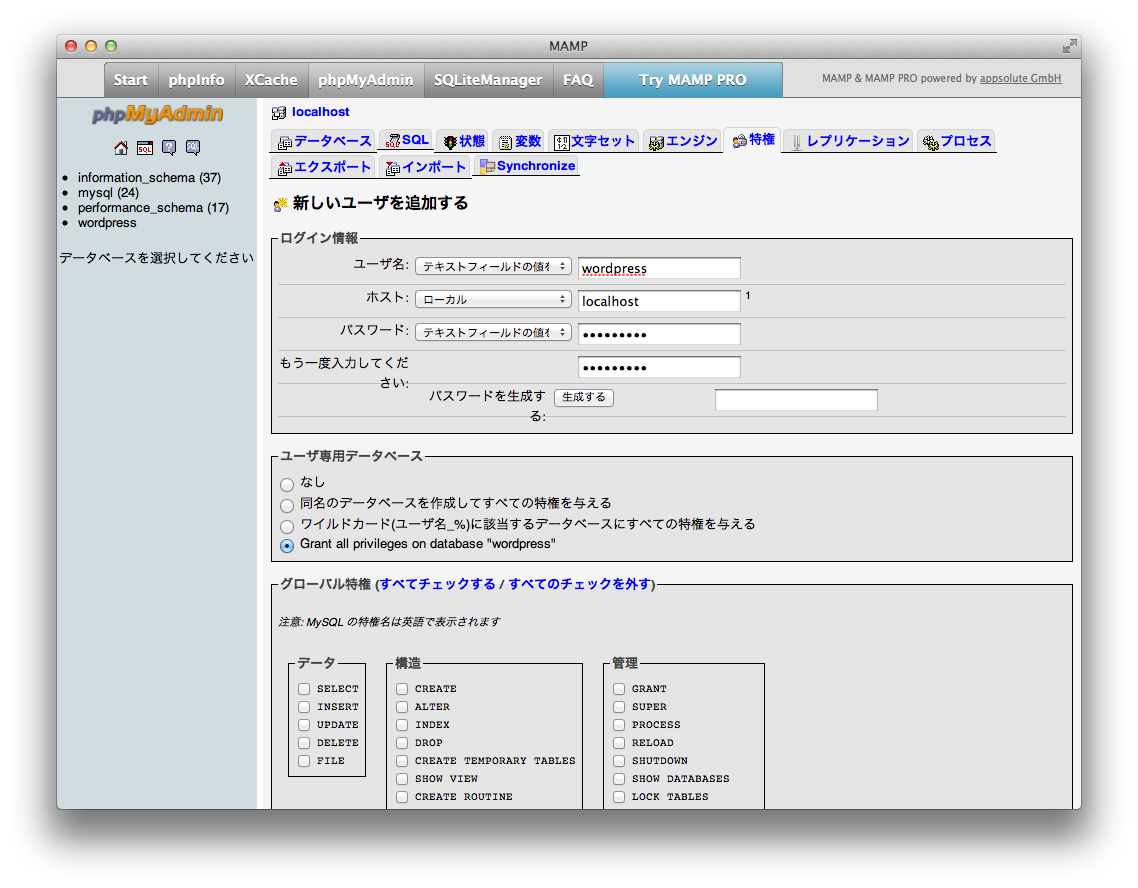 MAMP
Start phpInfo XCache phpMyAdmin SQLiteManager FAQ Try MAMP PRO MAMP & MAMP PRO powered by appsolute GmbH
phpMyAdmin
SQL ? SQL
information_schema (37)
mysql (24)
performance_schema (17)
wordpress
データベースを選択してください
localhost
データベース SQL 状態 変数 文字セット エンジン 特権 レプリケーション プロセス
エクスポート インポート Synchronize
新しいユーザを追加する
ログイン情報
ユーザ名: テキストフィールドの値を wordpress
ホスト: ローカル localhost 1
パスワード: テキストフィールドの値を •••••••••
もう一度入力してくだ
さい: •••••••••
パスワードを生成す
る: 生成する
ユーザ専用データベース
なし
同名のデータベースを作成してすべての特権を与える
ワイルドカード(ユーザ名_%)に該当するデータベースにすべての特権を与える
Grant all privileges on database "wordpress"
グローバル特権 (すべてチェックする / すべてのチェックを外す)
注意: MySQL の特権名は英語で表示されます
データ
SELECT
INSERT
UPDATE
DELETE
FILE
構造
CREATE
ALTER
INDEX
DROP
CREATE TEMPORARY TABLES
SHOW VIEW
CREATE ROUTINE
管理
GRANT
SUPER
PROCESS
RELOAD
SHUTDOWN
SHOW DATABASES
LOCK TABLES